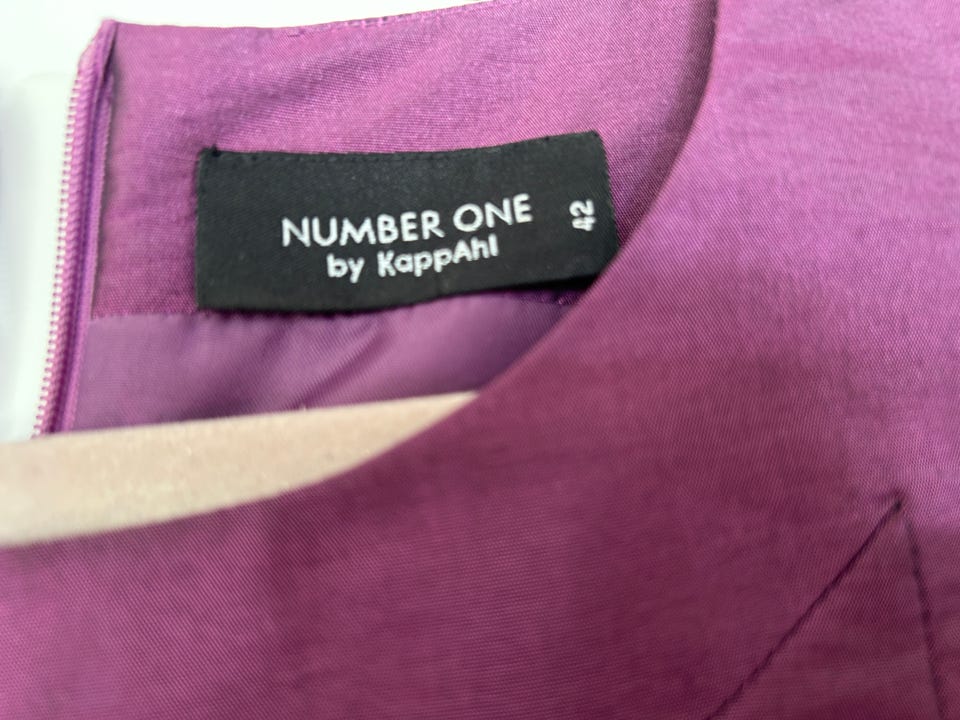 NUMBER ONE
by KappAhl
42